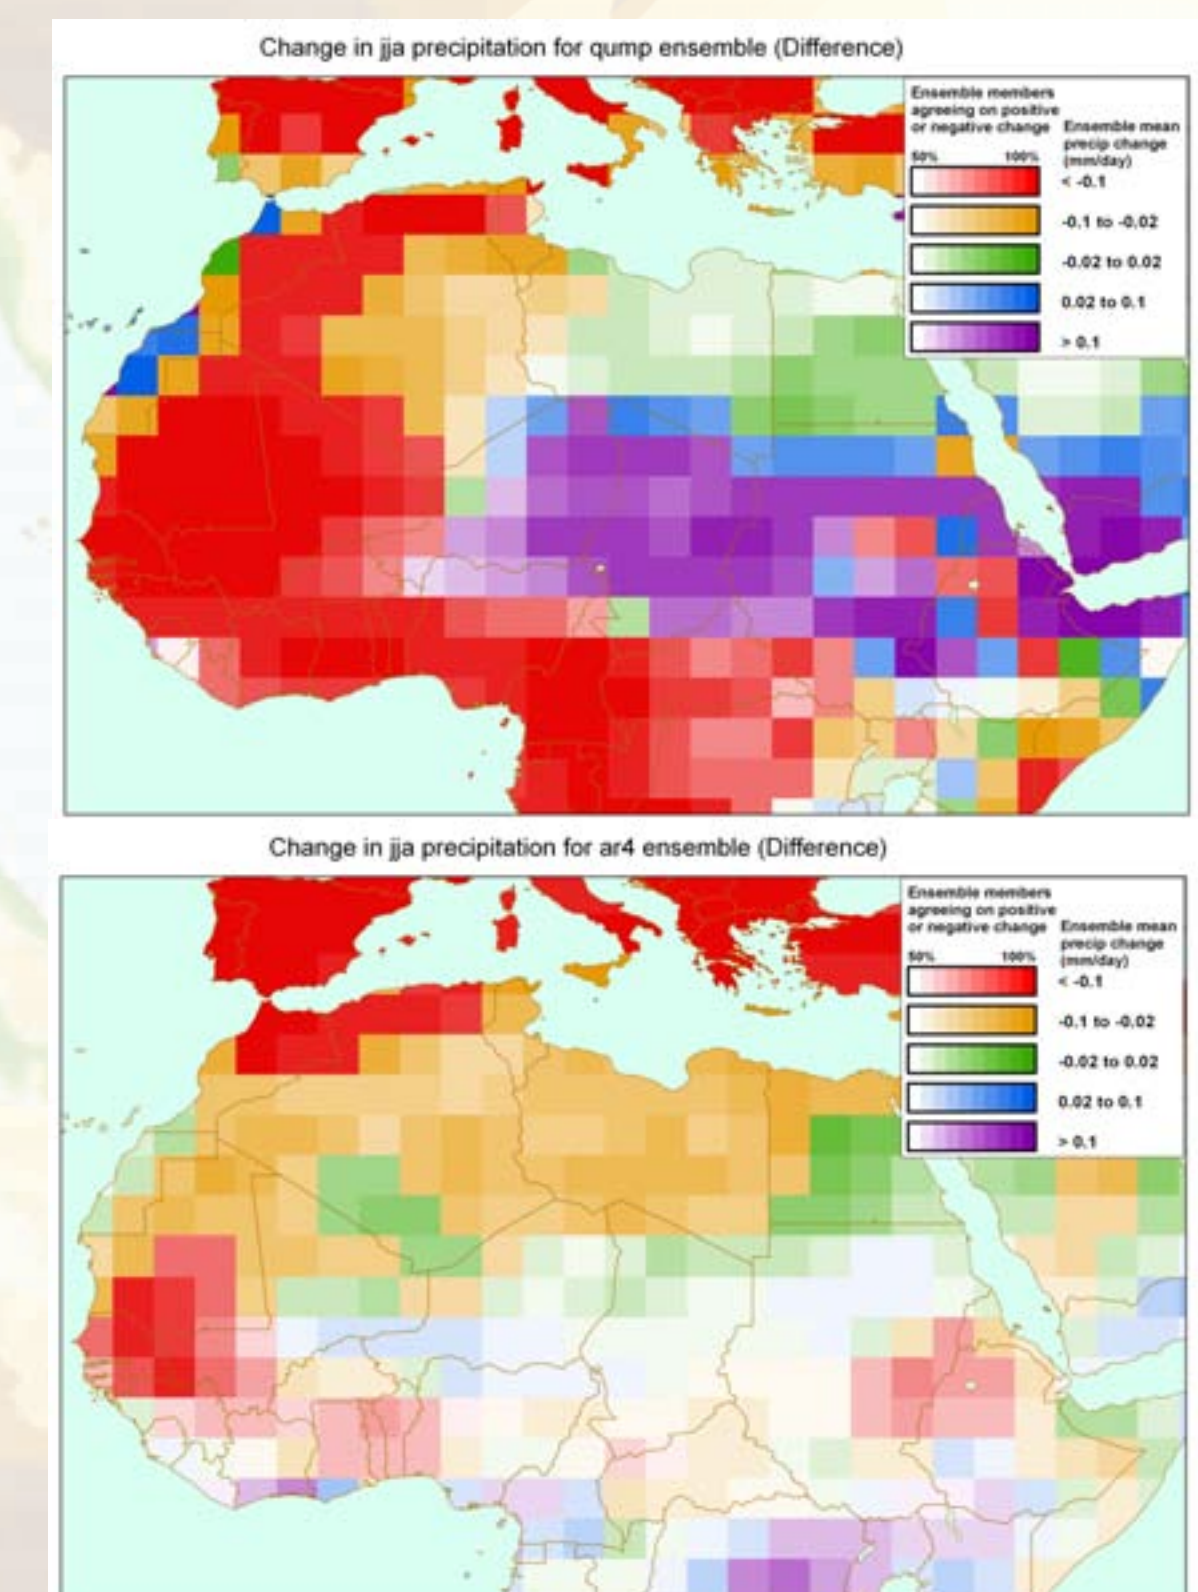 Change in jja precipitation for qump ensemble (Difference)
Ensemble members
agreeing on positive
or negative change
Ensemble mean
precip change
(mm/day)
50% 100%
< -0.1
-0.1 to -0.02
-0.02 to 0.02
0.02 to 0.1
> 0.1
Change in jja precipitation for ar4 ensemble (Difference)
Ensemble members
agreeing on positive
or negative change
Ensemble mean
precip change
(mm/day)
50% 100%
< -0.1
-0.1 to -0.02
-0.02 to 0.02
0.02 to 0.1
> 0.1